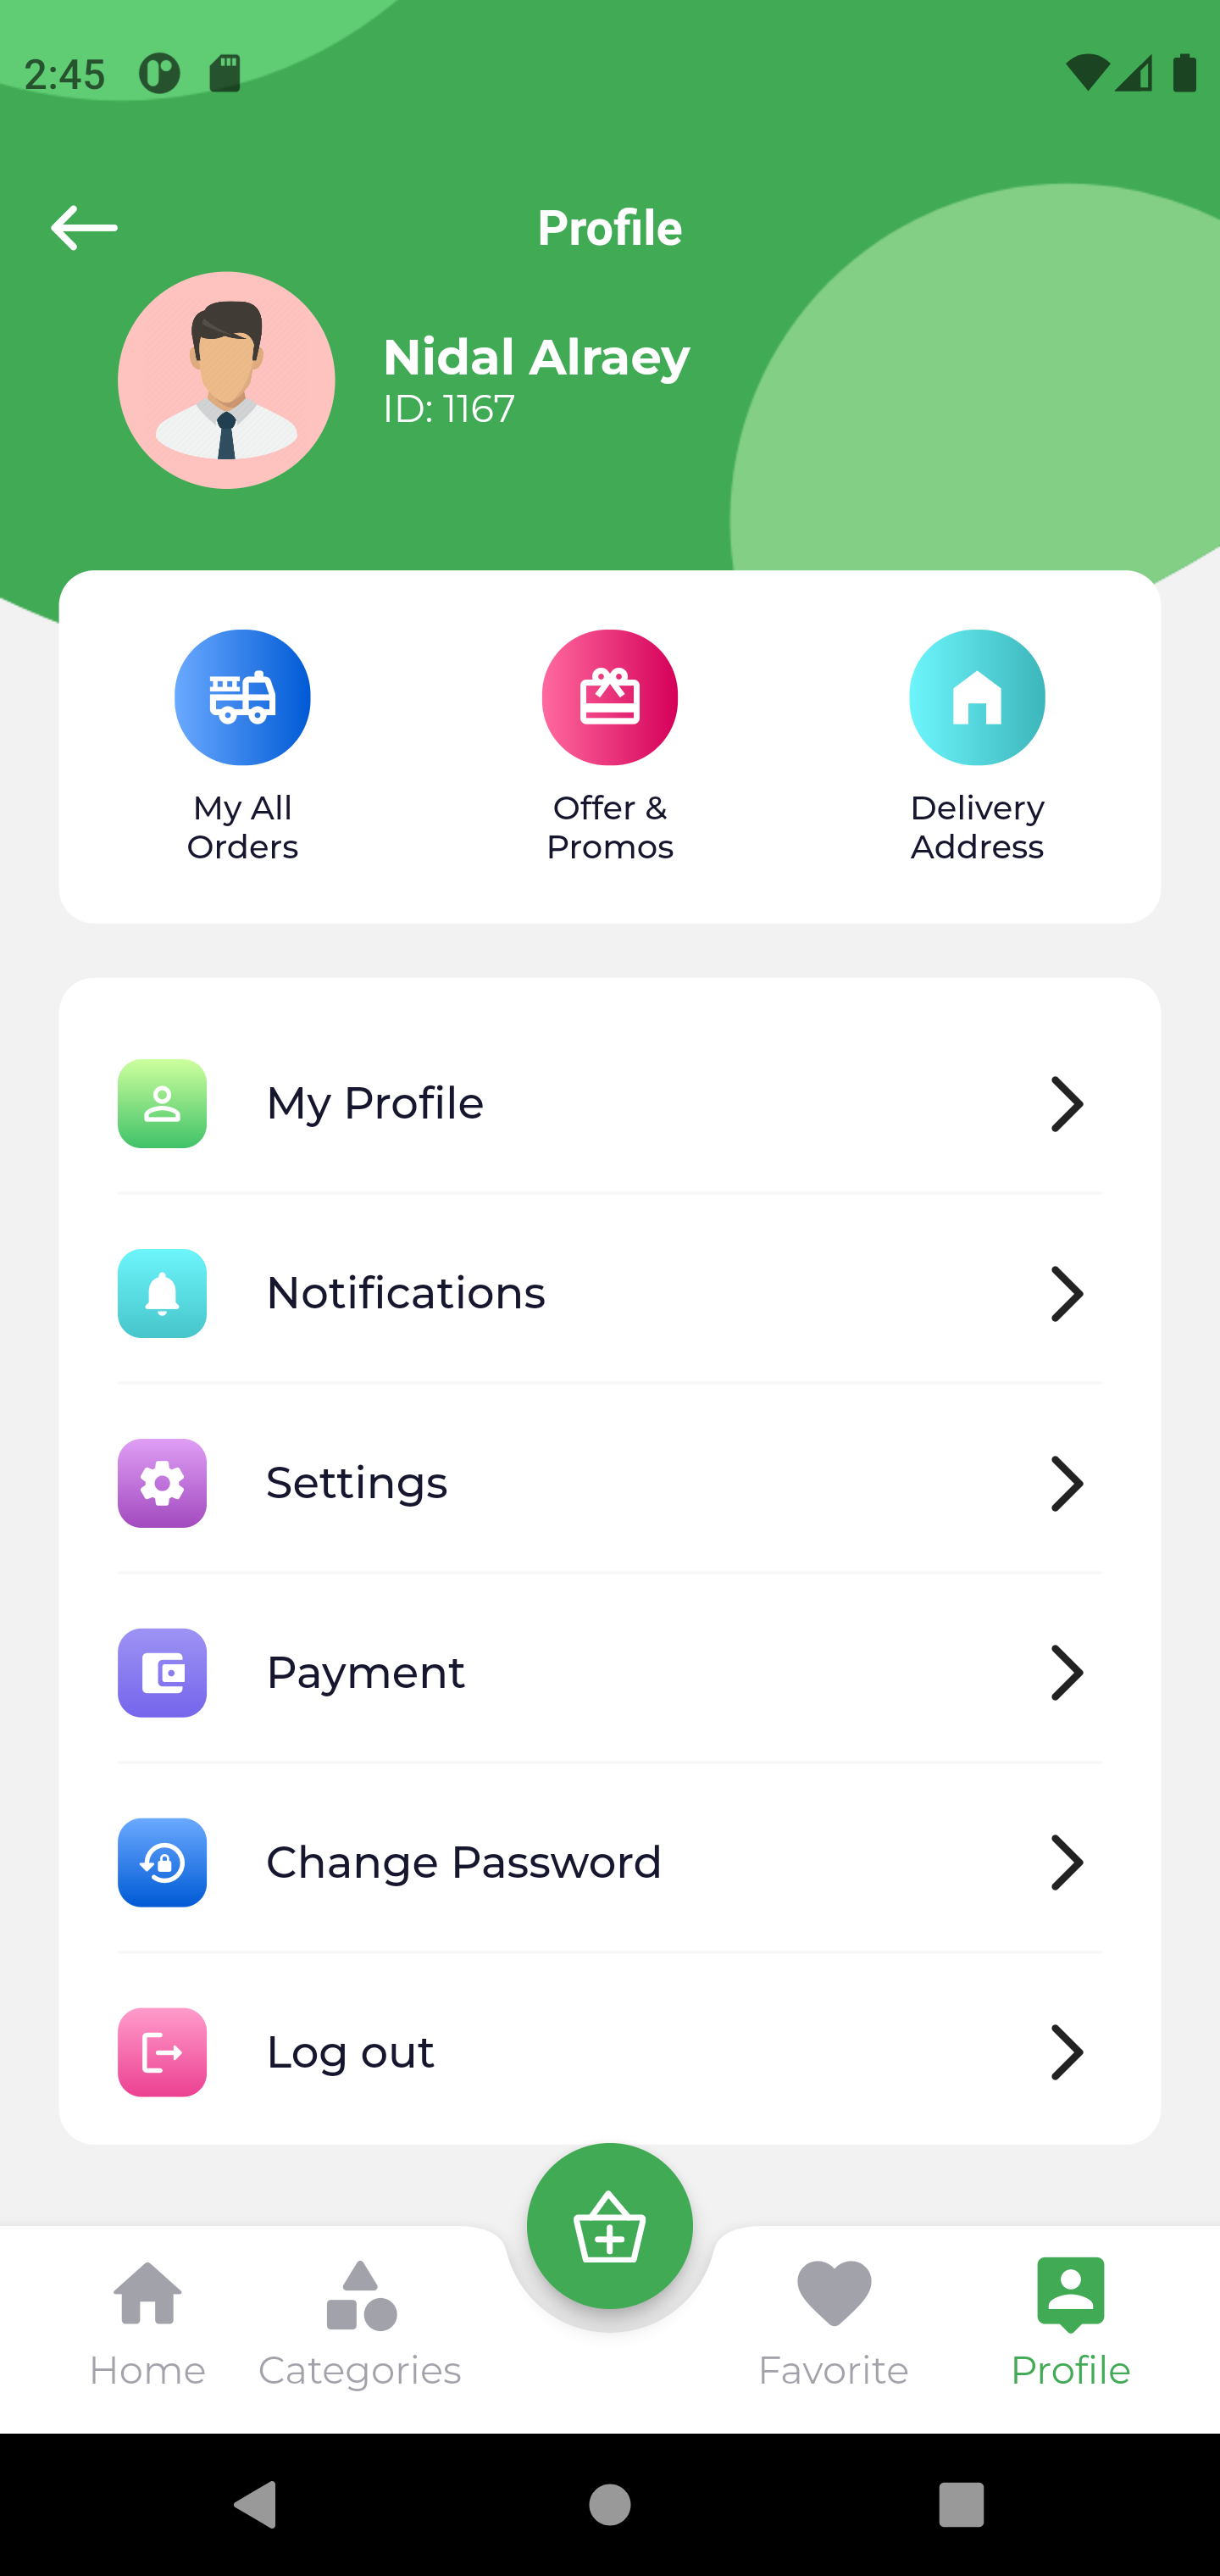 2:45
Profile
Nidal Alraey
ID: 1167
My All
Orders
Offer &
Promos
Delivery
Address
My Profile
Notifications
Settings
Payment
Change Password
Log out
Home
Categories
Favorite
Profile